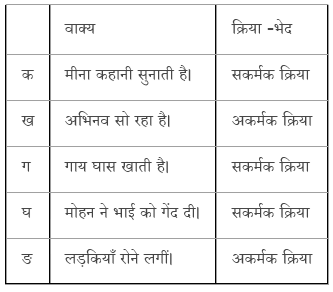 वाक्य क्रिया -भेद
क मीना कहानी सुनाती है।
सकर्मक क्रिया
ख अभिनव सो रहा है।
अकर्मक क्रिया
ग गाय घास खाती है।
सकर्मक क्रिया
घ मोहन ने भाई को गेंद दी।
सकर्मक क्रिया
ङ लड़कियाँ रोने लगीं।
अकर्मक क्रिया